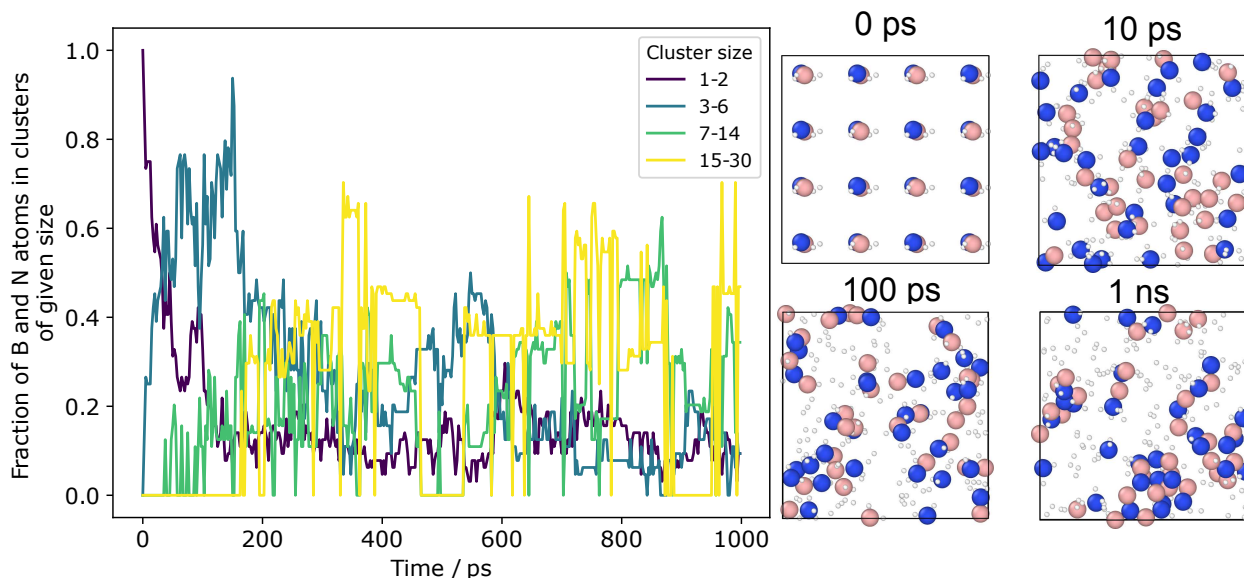 Fraction of B and N atoms in clusters
of given size
1.0
0.8
0.6
0.4
0.2
0.0
0
200
400
600
800
1000
Time / ps
Cluster size
1-2
3-6
7-14
15-30
0 ps
10 ps
100 ps
1 ns